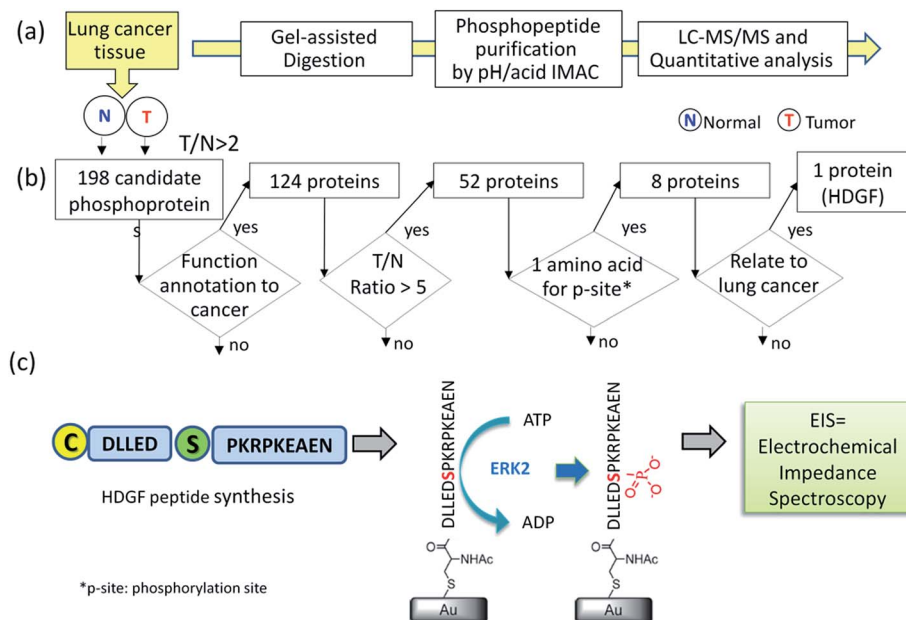 (a)
Lung cancer
tissue
Gel-assisted
Digestion
Phosphopeptide
purification
by pH/acid IMAC
LC-MS/MS and
Quantitative analysis
N
T
N Normal
T Tumor
T/N>2
(b)
198 candidate
phosphoprotein
s
124 proteins
52 proteins
8 proteins
1 protein
(HDGF)
yes
yes
yes
yes
Function
annotation to
cancer
T/N
Ratio > 5
1 amino acid
for p-site*
Relate to
lung cancer
no
no
no
no
(c)
C DLLED S PKRPKEAEN
HDGF peptide synthesis
DLLEDSPKRPKEAEN
ATP
ERK2
ADP
O
NHAc
S
Au
DLLEDSPKRPKEAEN
O-
P
O
O-
O
NHAc
S
Au
EIS=
Electrochemical
Impedance
Spectroscopy
*p-site: phosphorylation site